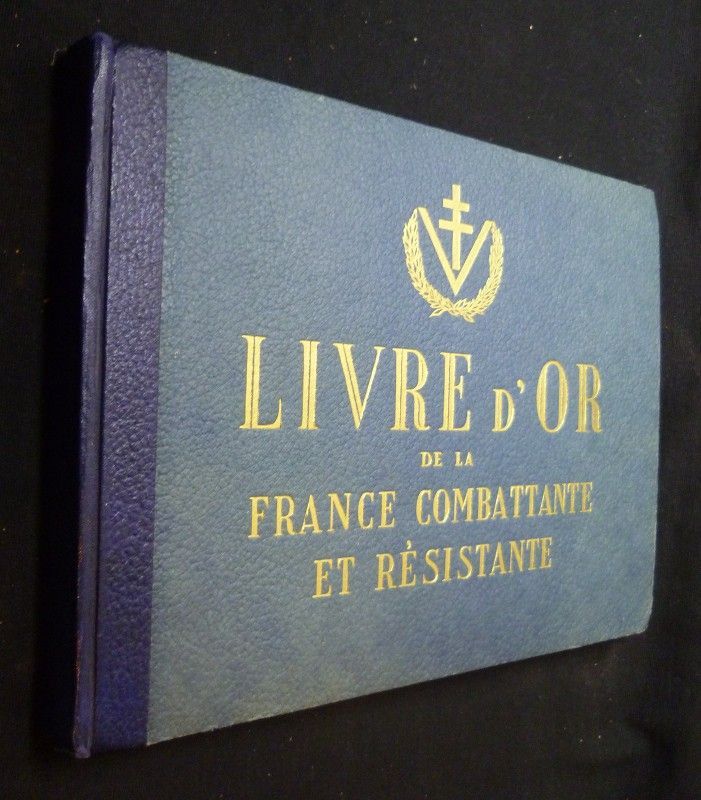 LIVRE D'OR
DE LA
FRANCE COMBATTANTE
ET RÉSISTANTE